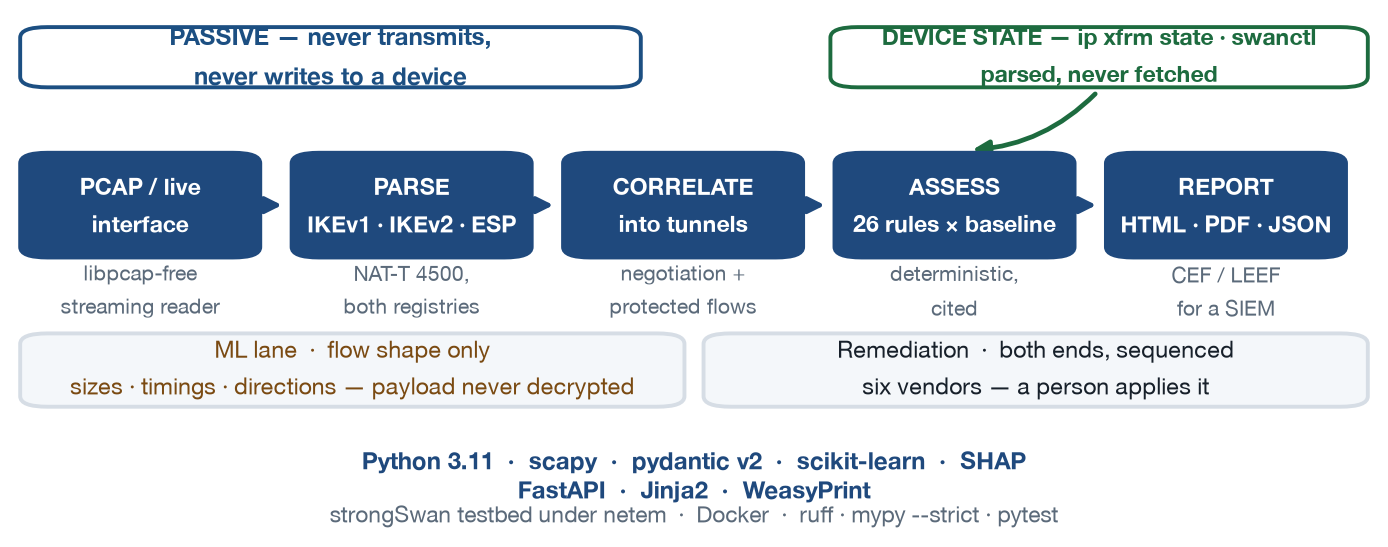 PASSIVE — never transmits,
never writes to a device
DEVICE STATE — ip xfrm state · swanctl
parsed, never fetched
PCAP / live
interface
PARSE
IKEv1 · IKEv2 · ESP
CORRELATE
into tunnels
ASSESS
26 rules × baseline
REPORT
HTML · PDF · JSON
libpcap-free
streaming reader
NAT-T 4500,
both registries
negotiation +
protected flows
deterministic,
cited
CEF / LEEF
for a SIEM
ML lane · flow shape only
sizes · timings · directions — payload never decrypted
Remediation · both ends, sequenced
six vendors — a person applies it
Python 3.11 · scapy · pydantic v2 · scikit-learn · SHAP
FastAPI · Jinja2 · WeasyPrint
strongSwan testbed under netem · Docker · ruff · mypy --strict · pytest